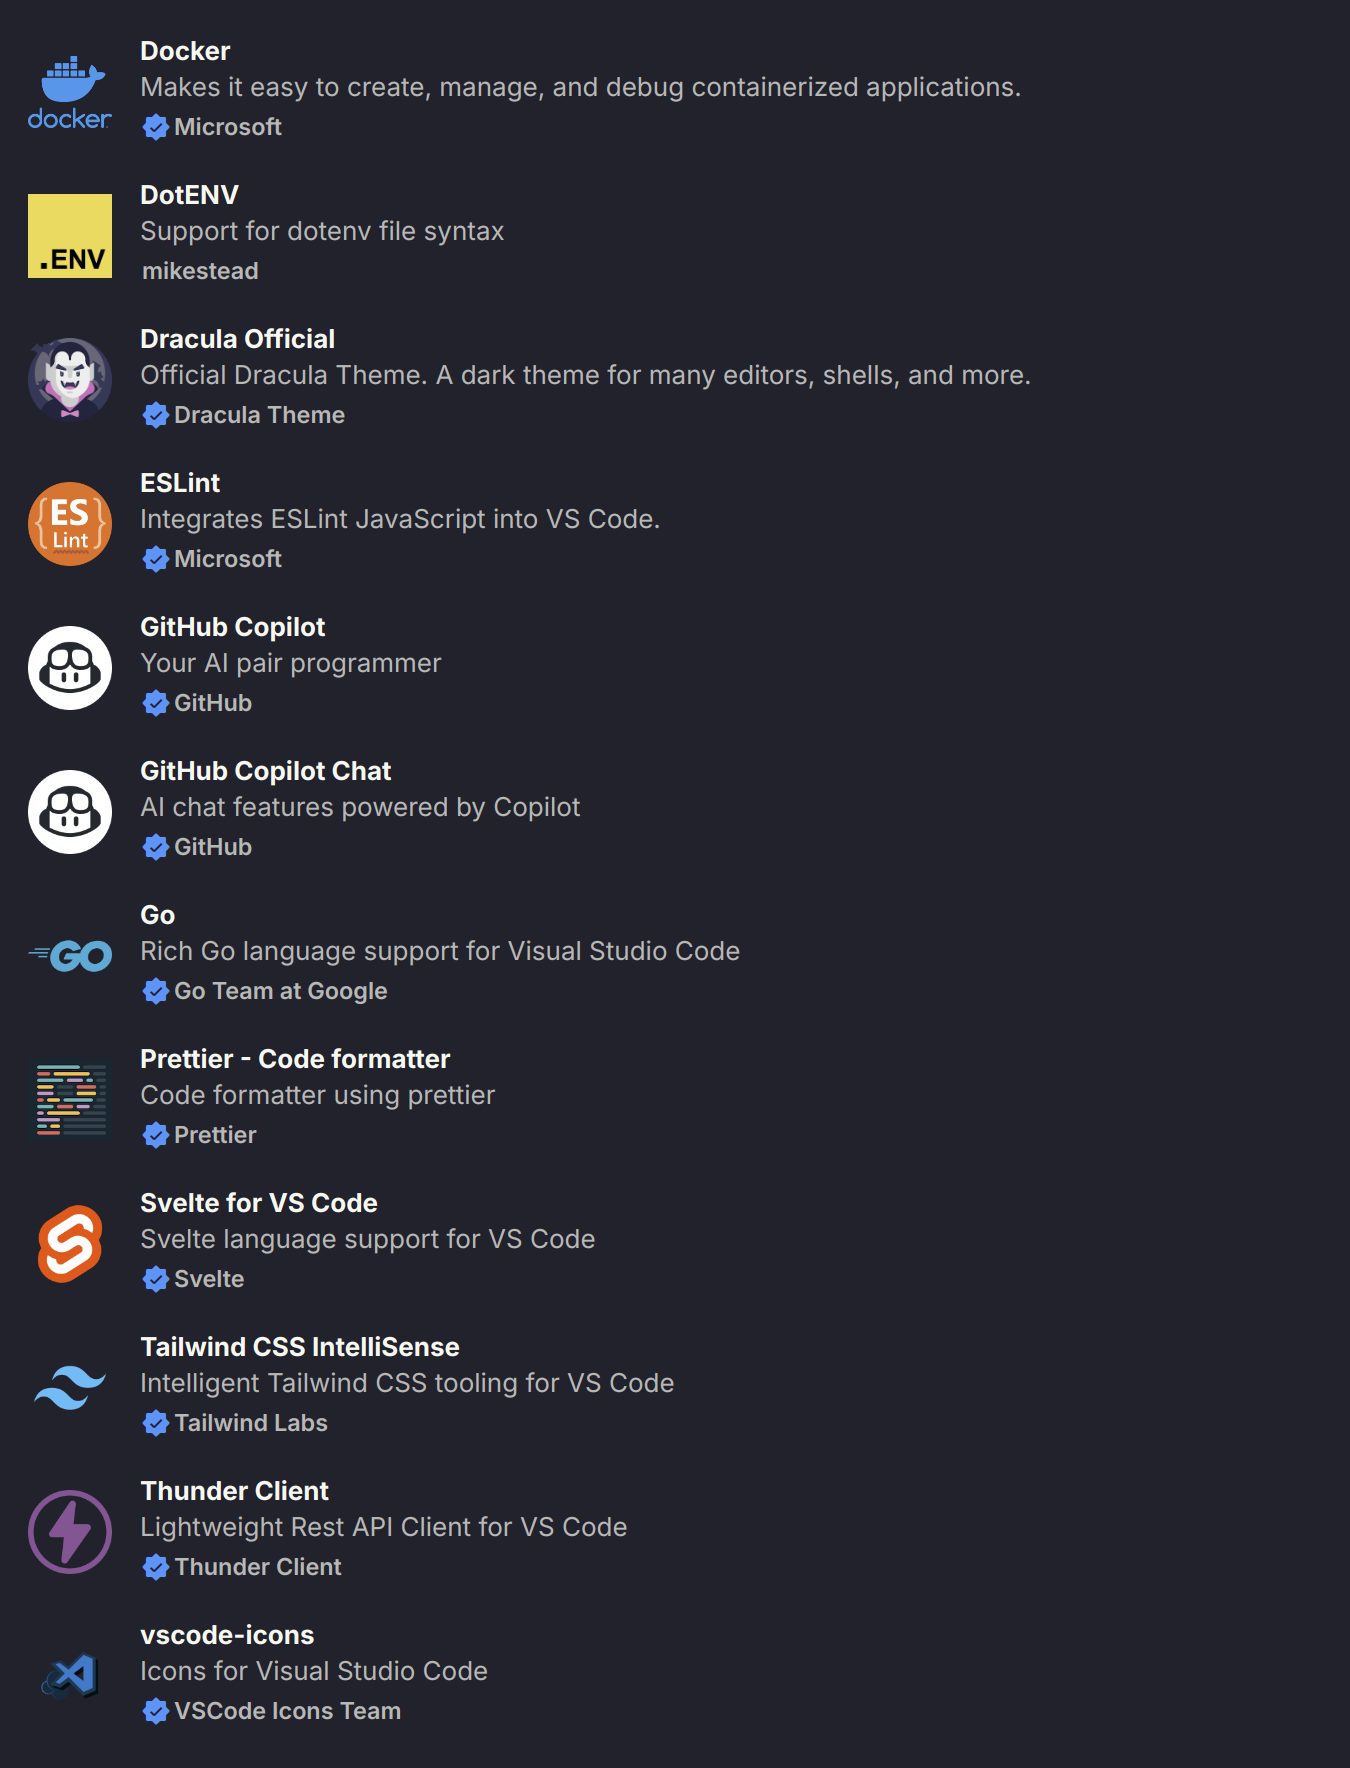 Docker
Makes it easy to create, manage, and debug containerized applications.
docker
Microsoft
DotENV
Support for dotenv file syntax
.ENV
mikestead
Dracula Official
Official Dracula Theme. A dark theme for many editors, shells, and more.
Dracula Theme
ESLint
ES
Integrates ESLint JavaScript into VS Code.
Lint
Microsoft
GitHub Copilot
Your AI pair programmer
GitHub
GitHub Copilot Chat
AI chat features powered by Copilot
GitHub
Go
GO
Rich Go language support for Visual Studio Code
Go Team at Google
Prettier - Code formatter
Code formatter using prettier
Prettier
Svelte for VS Code
Svelte language support for VS Code
Svelte
Tailwind CSS IntelliSense
Intelligent Tailwind CSS tooling for VS Code
Tailwind Labs
Thunder Client
Lightweight Rest API Client for VS Code
Thunder Client
vscode-icons
Icons for Visual Studio Code
VSCode Icons Team